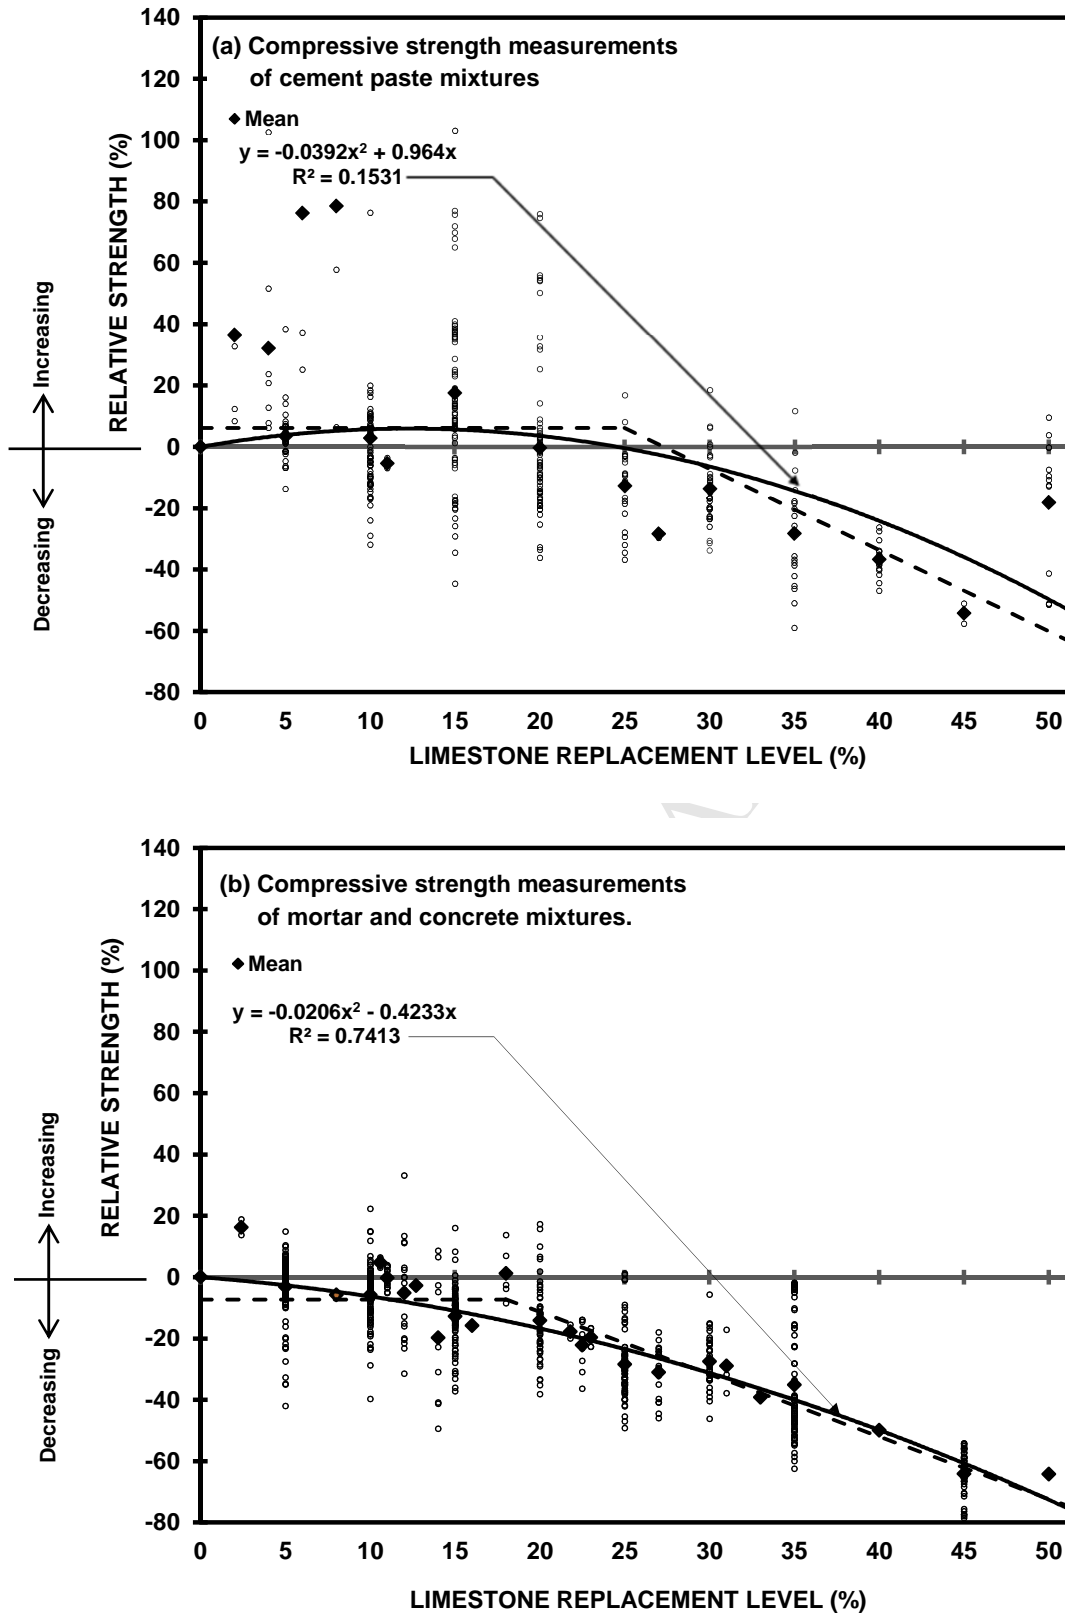 (a) Compressive strength measurements
of cement paste mixtures
Mean
y = -0.0392x² + 0.964x
R² = 0.1531
RELATIVE STRENGTH (%)
Increasing
Decreasing
140
120
100
80
60
40
20
0
-20
-40
-60
-80
0 5 10 15 20 25 30 35 40 45 50
LIMESTONE REPLACEMENT LEVEL (%)
(b) Compressive strength measurements
of mortar and concrete mixtures.
Mean
y = -0.0206x² - 0.4233x
R² = 0.7413
RELATIVE STRENGTH (%)
Increasing
Decreasing
140
120
100
80
60
40
20
0
-20
-40
-60
-80
0 5 10 15 20 25 30 35 40 45 50
LIMESTONE REPLACEMENT LEVEL (%)